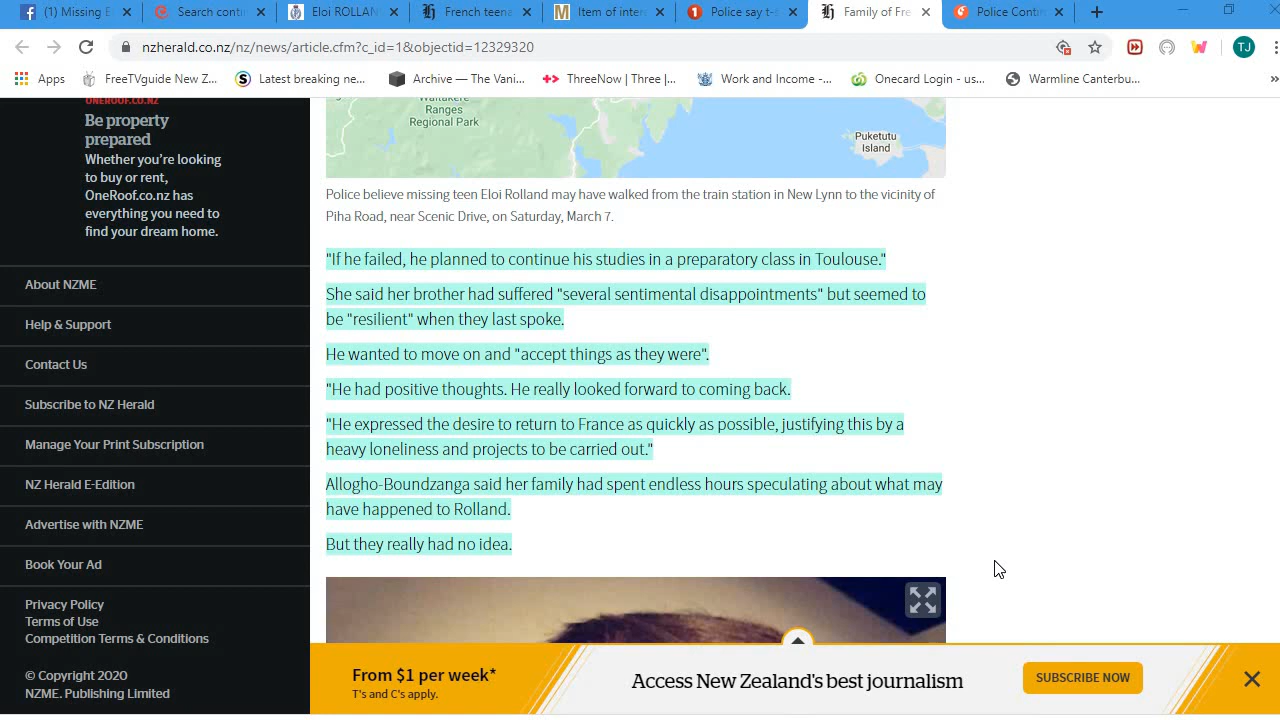 (1) Missing E
Search conti
Eloi ROLLAN
French teena
Item of inter
Police say t-s
Family of Fre
Police Contin
nzherald.co.nz/nz/news/article.cfm?c_id=1&objectid=12329320
TJ
Apps
FreeTVguide New Z...
Latest breaking ne...
Archive — The Vani...
ThreeNow | Three |...
Work and Income -...
Onecard Login - us...
Warmline Canterbu...
ONEROOF.CO.NZ
Be property
prepared
Whether you're looking
to buy or rent,
OneRoof.co.nz has
everything you need to
find your dream home.
About NZME
Help & Support
Contact Us
Subscribe to NZ Herald
Manage Your Print Subscription
NZ Herald E-Edition
Advertise with NZME
Book Your Ad
Privacy Policy
Terms of Use
Competition Terms & Conditions
© Copyright 2020
NZME. Publishing Limited
Waitakere
Ranges
Regional Park
Puketutu
Island
Police believe missing teen Eloi Rolland may have walked from the train station in New Lynn to the vicinity of
Piha Road, near Scenic Drive, on Saturday, March 7.
"If he failed, he planned to continue his studies in a preparatory class in Toulouse."
She said her brother had suffered "several sentimental disappointments" but seemed to
be "resilient" when they last spoke.
He wanted to move on and "accept things as they were".
"He had positive thoughts. He really looked forward to coming back.
"He expressed the desire to return to France as quickly as possible, justifying this by a
heavy loneliness and projects to be carried out."
Allogho-Boundzanga said her family had spent endless hours speculating about what may
have happened to Rolland.
But they really had no idea.
From $1 per week*
T's and C's apply.
Access New Zealand's best journalism
SUBSCRIBE NOW